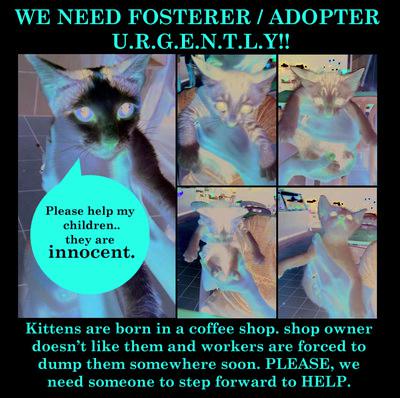 WE NEED FOSTERER / ADOPTER
U.R.G.E.N.T.L.Y!!
Please help my
children..
they are
innocent.
Kittens are born in a coffee shop. shop owner
doesn't like them and workers are forced to
dump them somewhere soon. PLEASE, we
need someone to step forward to HELP.